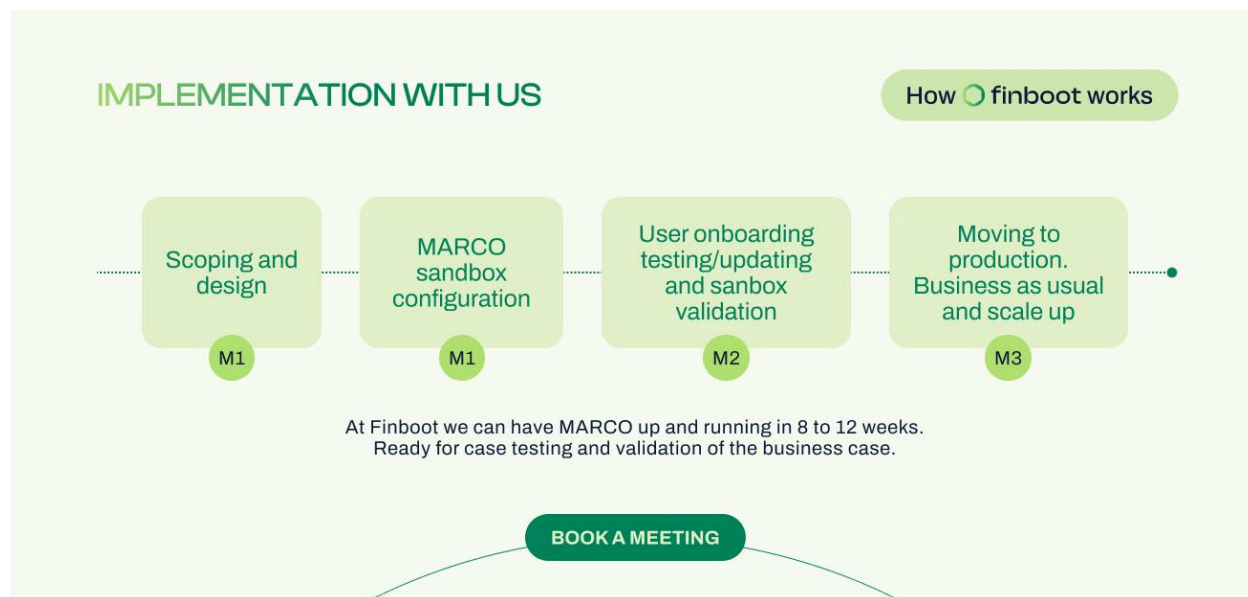 IMPLEMENTATION WITH US
How finboot works
Scoping and
design
M1
MARCO
sandbox
configuration
M1
User onboarding
testing/updating
and sanbox
validation
M2
Moving to
production.
Business as usual
and scale up
M3
At Finboot we can have MARCO up and running in 8 to 12 weeks.
Ready for case testing and validation of the business case.
BOOK A MEETING